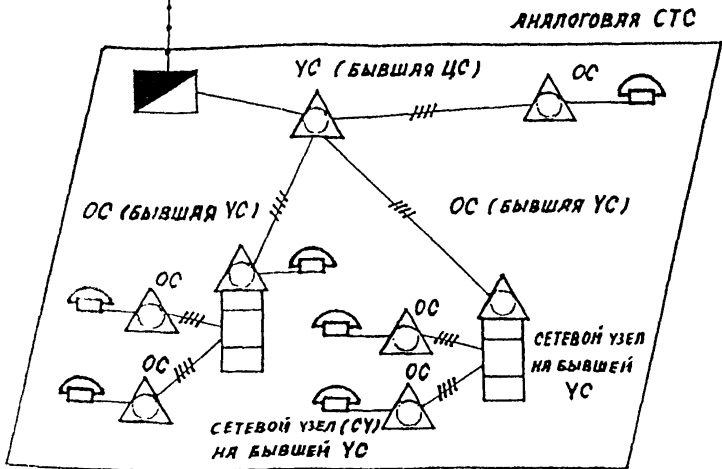 АНАЛОГОВАЯ СТС
УС (БЫВШАЯ ЦС)
ОС
ОС (БЫВШАЯ УС)
ОС (БЫВШАЯ УС)
ОС
ОС
ОС
ОС
СЕТЕВОЙ УЗЕЛ
НА БЫВШЕЙ
УС
СЕТЕВОЙ УЗЕЛ (СУ)
НА БЫВШЕЙ УС